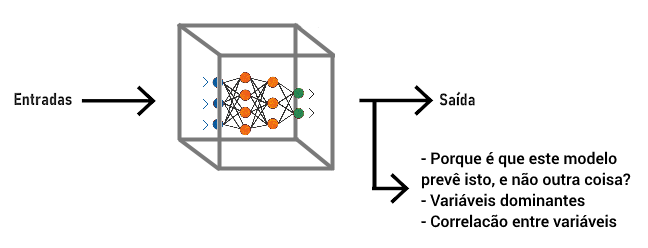 Entradas
Saída
- Porque é que este modelo
prevê isto, e não outra coisa?
- Variáveis dominantes
- Correlação entre variáveis